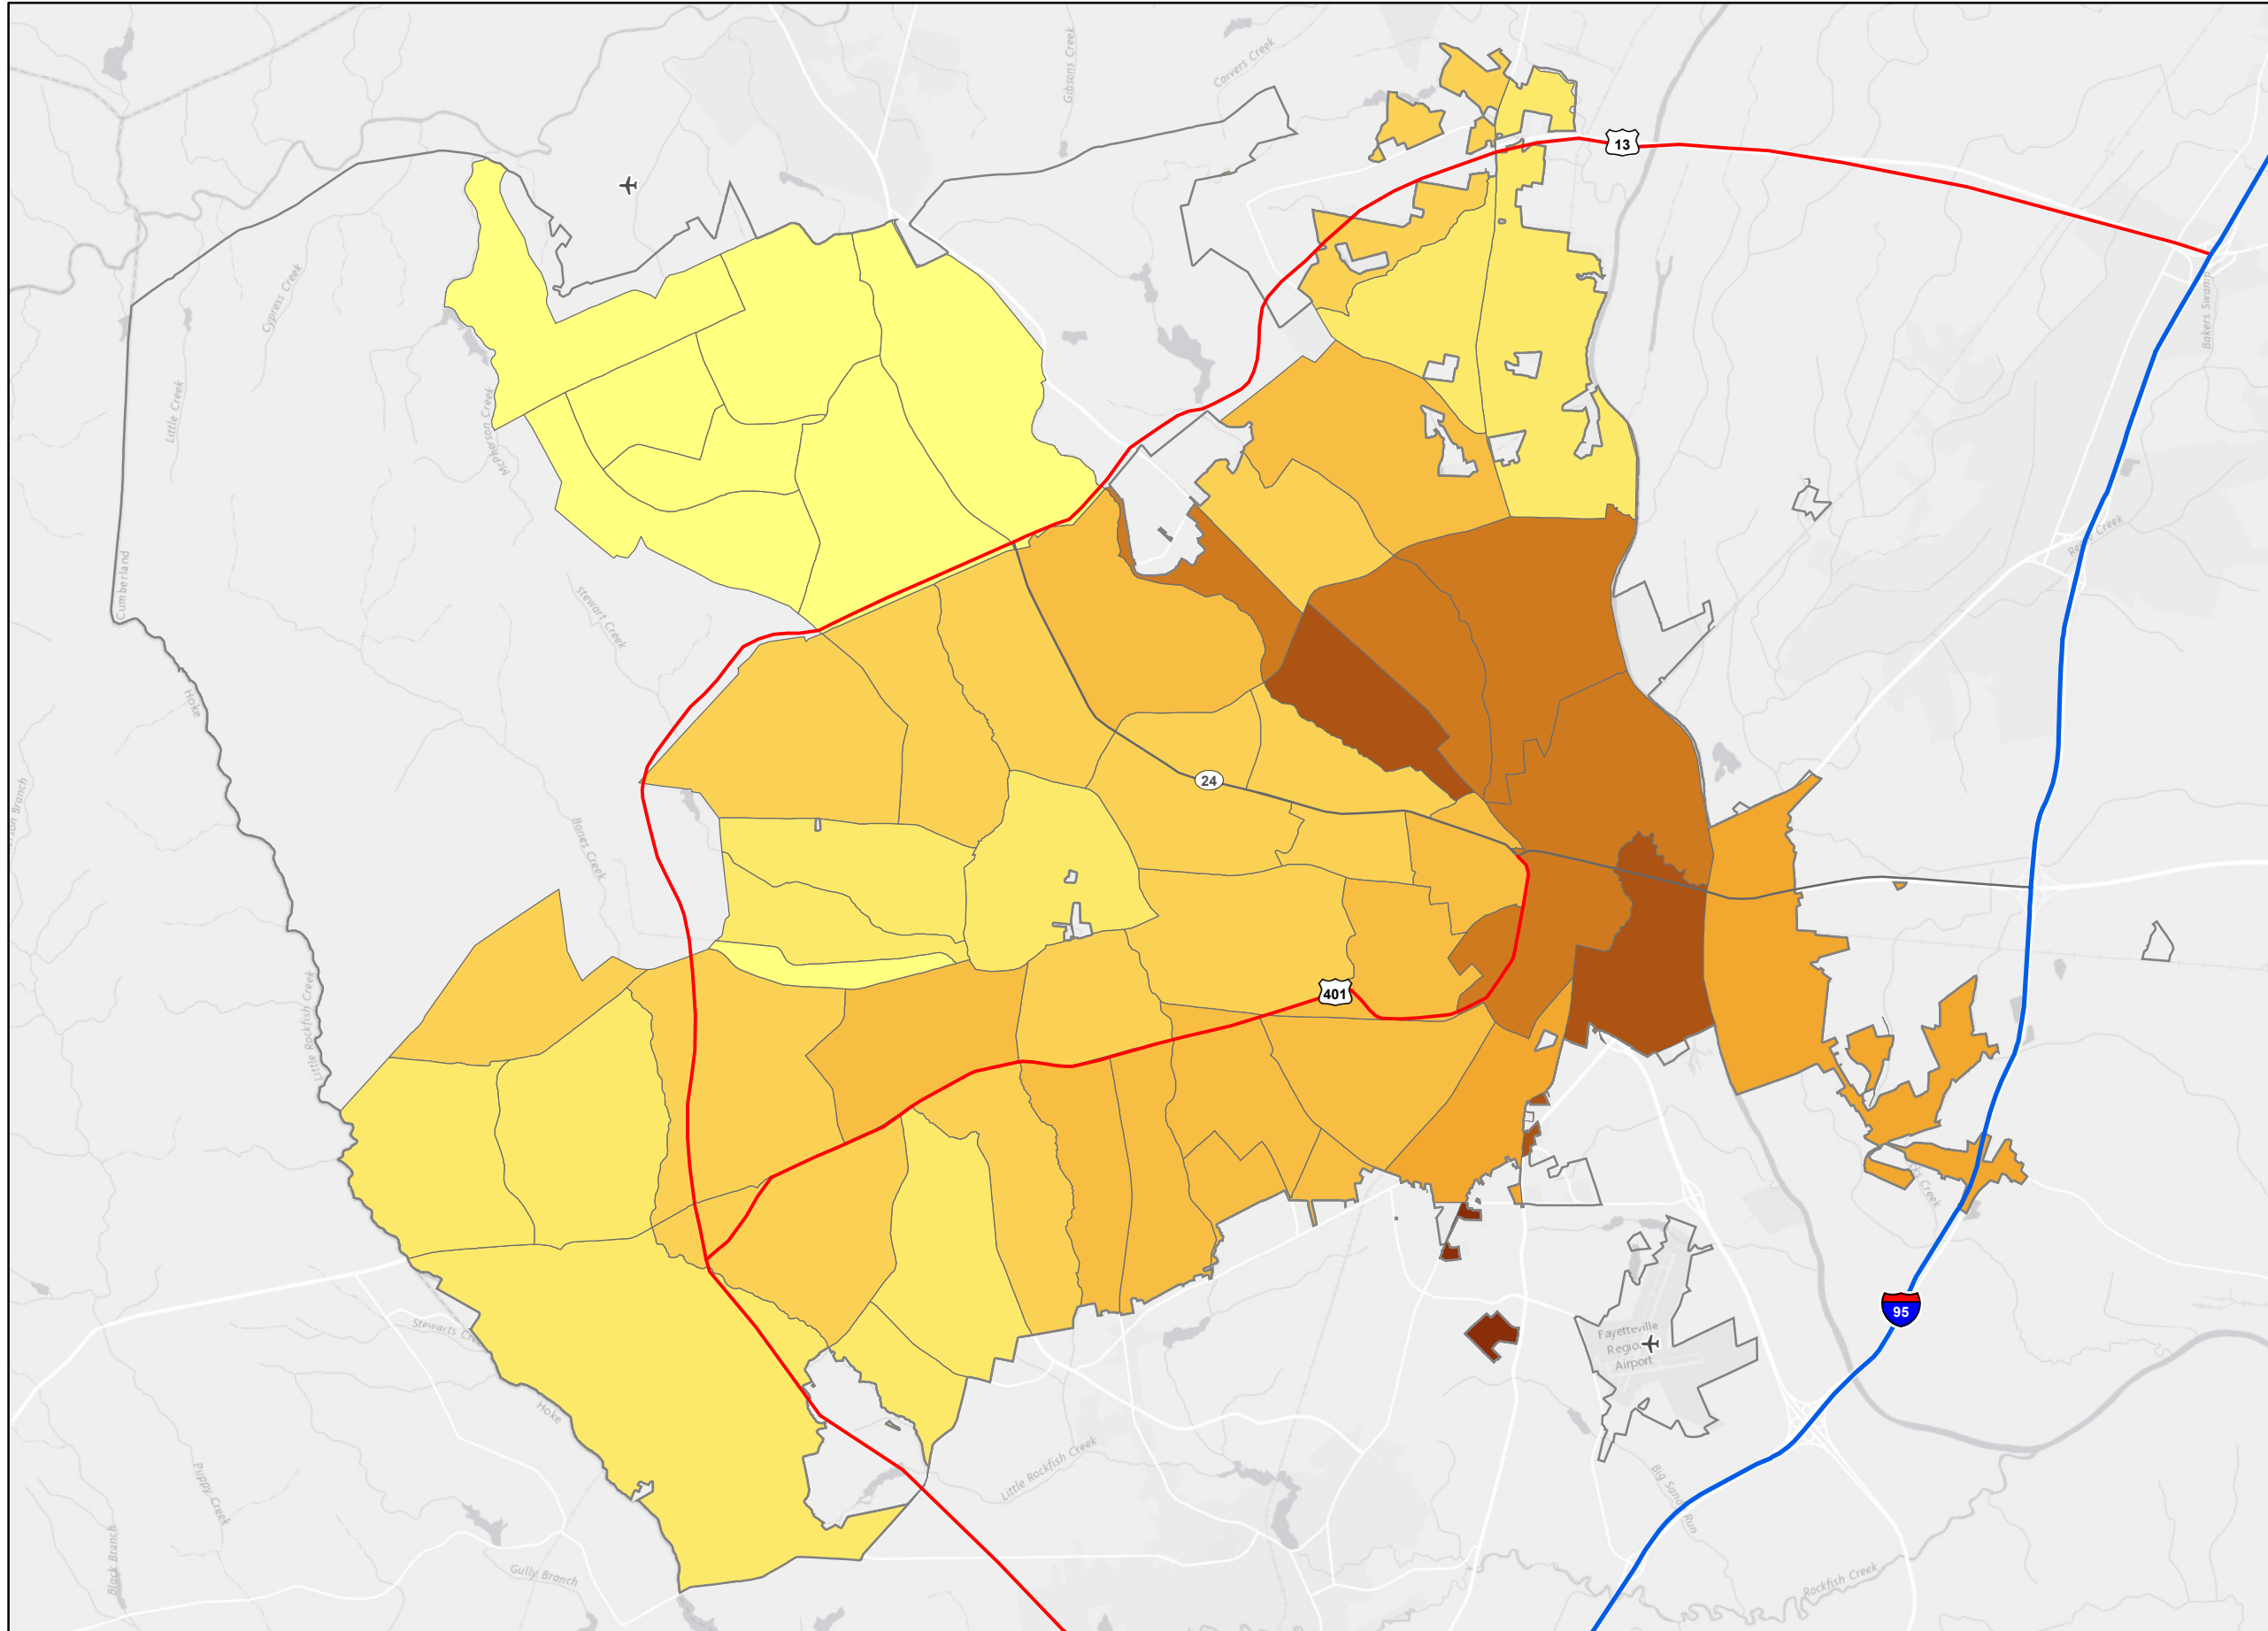 Gibsons Creek
Carvers Creek
13
Cypress Creek
Bakers Swamp
Little Creek
McPherson Creek
Cumberland
Stewart Creek
Hoke
24
Bones Creek
Little Rockfish Creek
401
95
Fayetteville
Regional
Airport
Stewarts Creek
Hoke
Little Rockfish Creek
Puppy Creek
Big Sandy Run
Black Branch
Gully Branch
Rockfish Creek